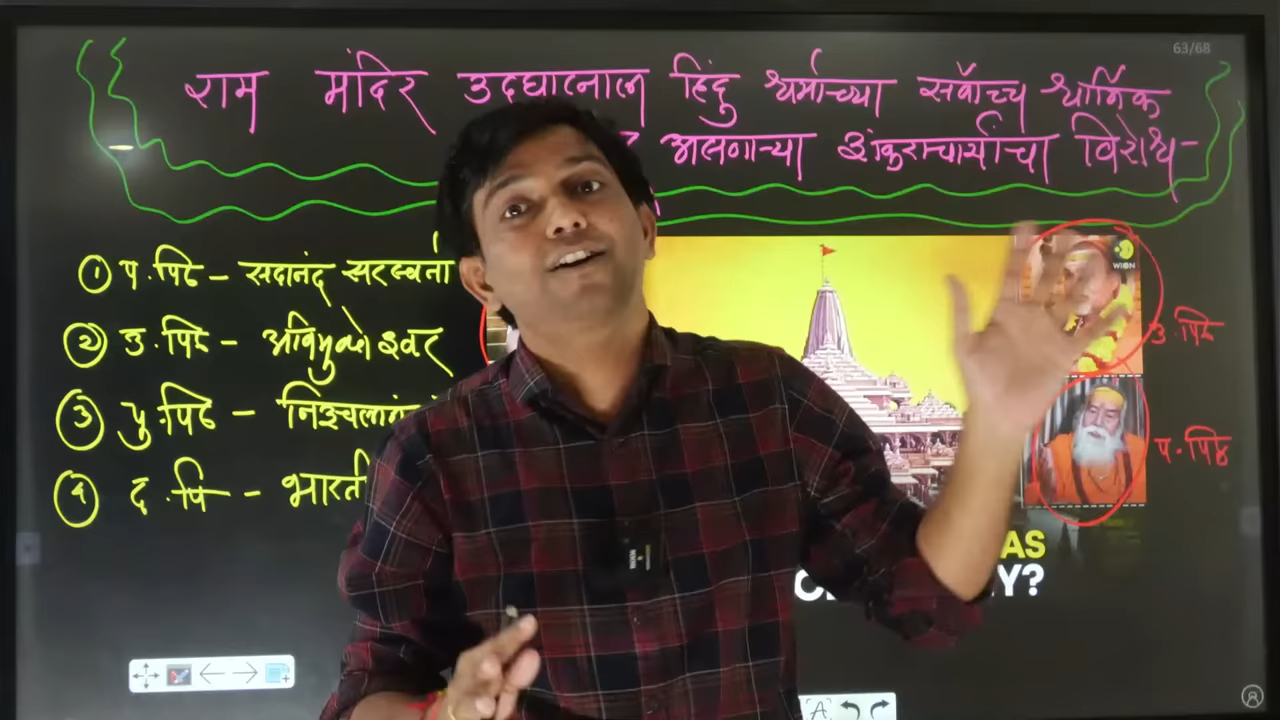 63/68
राम मंदिर उदघाटनाला हिंदु धर्माच्या सर्वोच्च धार्मिक
असणाऱ्या शंकराचार्यांचा विरोध -
① प. पिठ - सदानंद सरस्वती
② उ. पिठ - अविमुक्तेश्वर
③ पु. पिठ - निश्चलानं
④ द. पि - भारती
WION
उ. पिठ
प. पिठ
AS
Y?